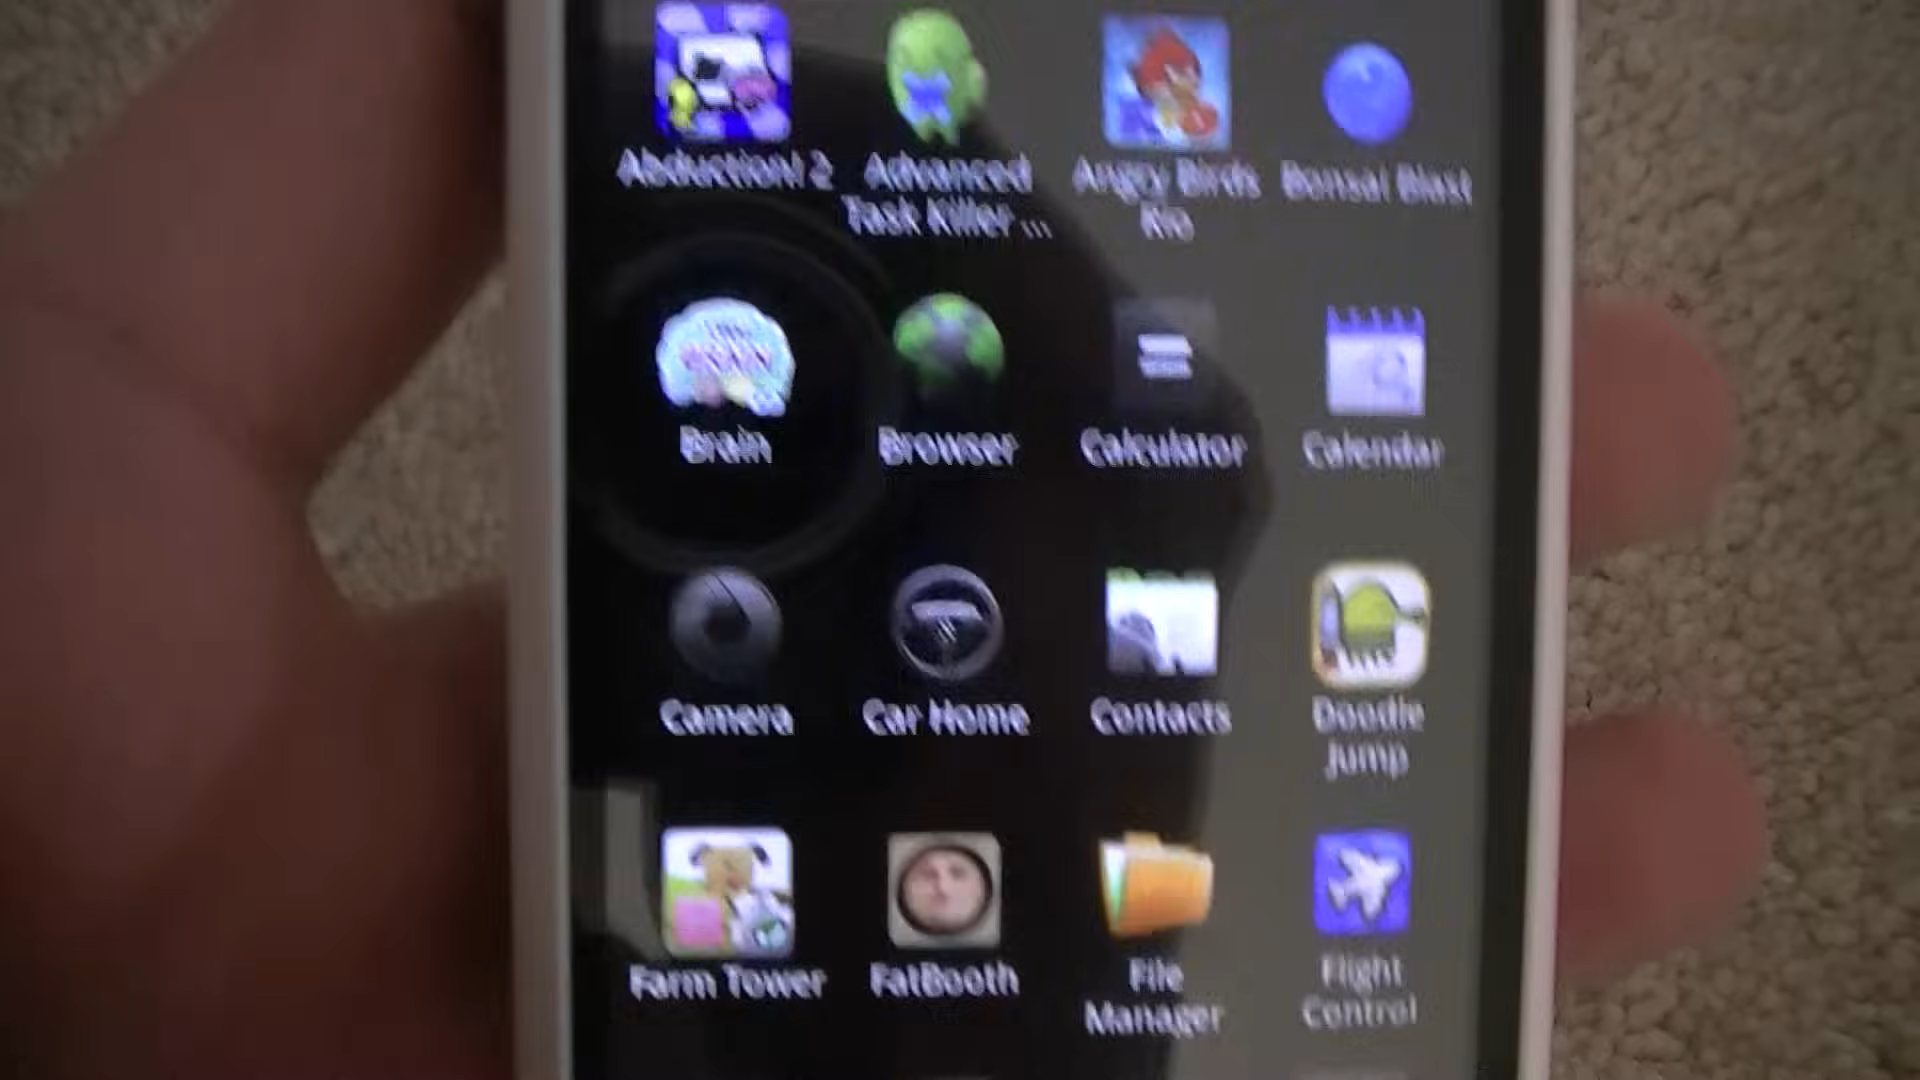 Abduction! 2
Advanced
Task Killer ...
Angry Birds
Rio
Bonsai Blast
Brain
Browser
Calculator
Calendar
Camera
Car Home
Contacts
Doodle
Jump
Farm Tower
FatBooth
File
Manager
Flight
Control